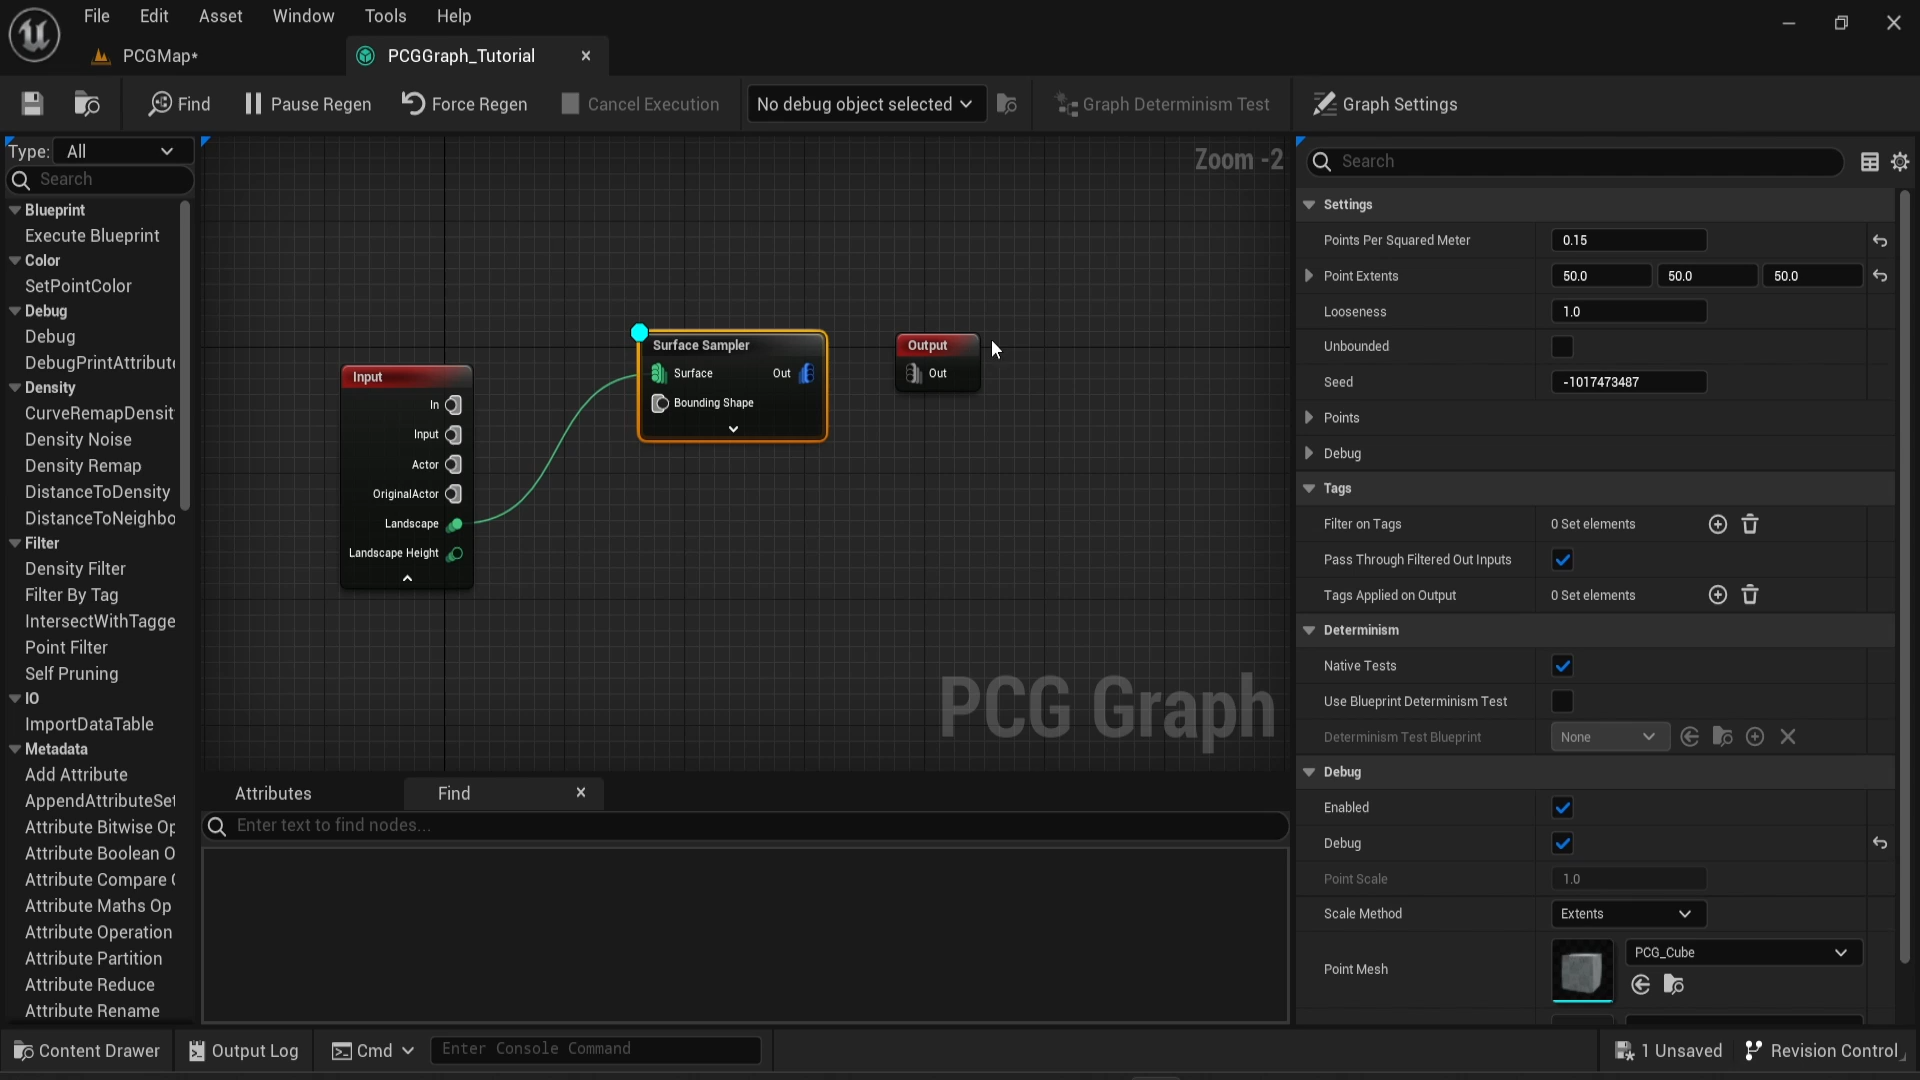 File Edit Asset Window Tools Help
PCGMap*
PCGGraph_Tutorial
Find
Pause Regen
Force Regen
Cancel Execution
No debug object selected
Graph Determinism Test
Graph Settings
Type: All
Search
Blueprint
Execute Blueprint
Color
SetPointColor
Debug
Debug
DebugPrintAttribute
Density
CurveRemapDensit
Density Noise
Density Remap
DistanceToDensity
DistanceToNeighbo
Filter
Density Filter
Filter By Tag
IntersectWithTagge
Point Filter
Self Pruning
IO
ImportDataTable
Metadata
Add Attribute
AppendAttributeSet
Attribute Bitwise Op
Attribute Boolean O
Attribute Compare
Attribute Maths Op
Attribute Operation
Attribute Partition
Attribute Reduce
Attribute Rename
Zoom -2
Input
In
Input
Actor
OriginalActor
Landscape
Landscape Height
Surface Sampler
Surface Out
Bounding Shape
Output
Out
PCG Graph
Attributes
Find
Enter text to find nodes...
Search
Settings
Points Per Squared Meter 0.15
Point Extents 50.0 50.0 50.0
Looseness 1.0
Unbounded
Seed -1017473487
Points
Debug
Tags
Filter on Tags 0 Set elements
Pass Through Filtered Out Inputs
Tags Applied on Output 0 Set elements
Determinism
Native Tests
Use Blueprint Determinism Test
Determinism Test Blueprint None
Debug
Enabled
Debug
Point Scale 1.0
Scale Method Extents
Point Mesh PCG_Cube
Content Drawer
Output Log
Cmd
Enter Console Command
1 Unsaved
Revision Control